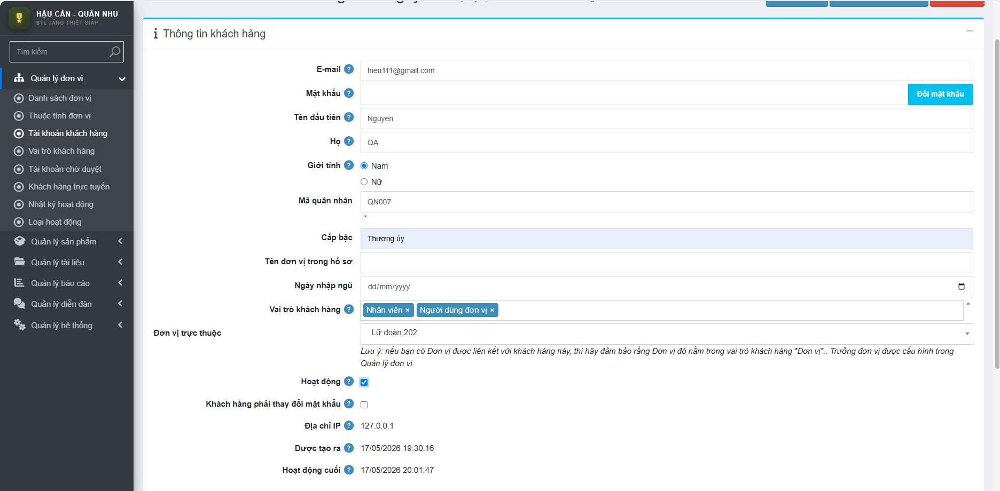 HẬU CẦN - QUÂN NHU
BTL TĂNG THIẾT GIÁP
Tìm kiếm
Quản lý đơn vị
Danh sách đơn vị
Thuộc tính đơn vị
Tài khoản khách hàng
Vai trò khách hàng
Tài khoản chờ duyệt
Khách hàng trực tuyến
Nhật ký hoạt động
Loại hoạt động
Quản lý sản phẩm
Quản lý tài liệu
Quản lý báo cáo
Quản lý diễn đàn
Quản lý hệ thống
Thông tin khách hàng
E-mail ? hieu111@gmail.com
Mật khẩu ? Đổi mật khẩu
Tên đầu tiên ? Nguyen
Họ ? QA
Giới tính ? Nam
Nữ
Mã quân nhân QN007
*
Cấp bậc Thượng úy
Tên đơn vị trong hồ sơ
Ngày nhập ngũ dd/mm/yyyy
Vai trò khách hàng ? Nhân viên × Người dùng đơn vị × *
Đơn vị trực thuộc Lữ đoàn 202
Lưu ý: nếu bạn có Đơn vị được liên kết với khách hàng này, thì hãy đảm bảo rằng Đơn vị đó nằm trong vai trò khách hàng "Đơn vị".. Trưởng đơn vị được cấu hình trong
Quản lý đơn vị.
Hoạt động ?
Khách hàng phải thay đổi mật khẩu ?
Địa chỉ IP ? 127.0.0.1
Được tạo ra ? 17/05/2026 19:30:16
Hoạt động cuối ? 17/05/2026 20:01:47